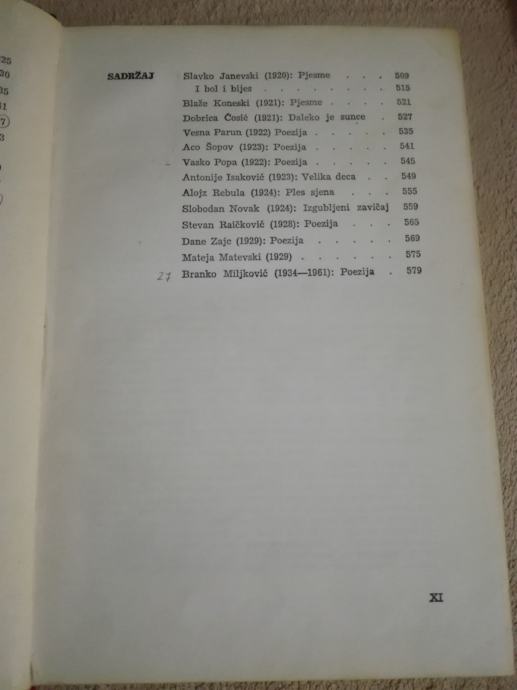 25
30
35
41
7
3
SADRŽAJ
Slavko Janevski (1920): Pjesme . . . 509
I bol i bijes . . . . . . . . 515
Blaže Koneski (1921): Pjesme . . . . 521
Dobrica Ćosić (1921): Daleko je sunce . 527
Vesna Parun (1922) Poezija . . . . . 535
Aco Šopov (1923): Poezija . . . . . 541
Vasko Popa (1922): Poezija . . . . . 545
Antonije Isaković (1923): Velika deca . . 549
Alojz Rebula (1924): Ples sjena . . . 555
Slobodan Novak (1924): Izgubljeni zavičaj 559
Stevan Raičković (1928): Poezija . . . 565
Dane Zajc (1929): Poezija . . . . . 569
Mateja Matevski (1929) . . . . . . 575
27 Branko Miljković (1934—1961): Poezija . 579
XI